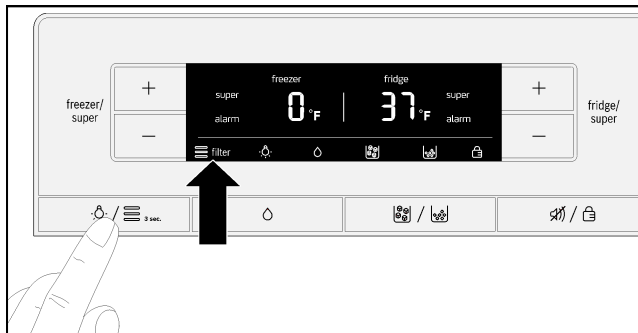 freezer/
super
+
−
freezer
super
0°F
alarm
fridge
37°F
super
alarm
filter
+
−
fridge/
super
/ 3 sec.
/
/